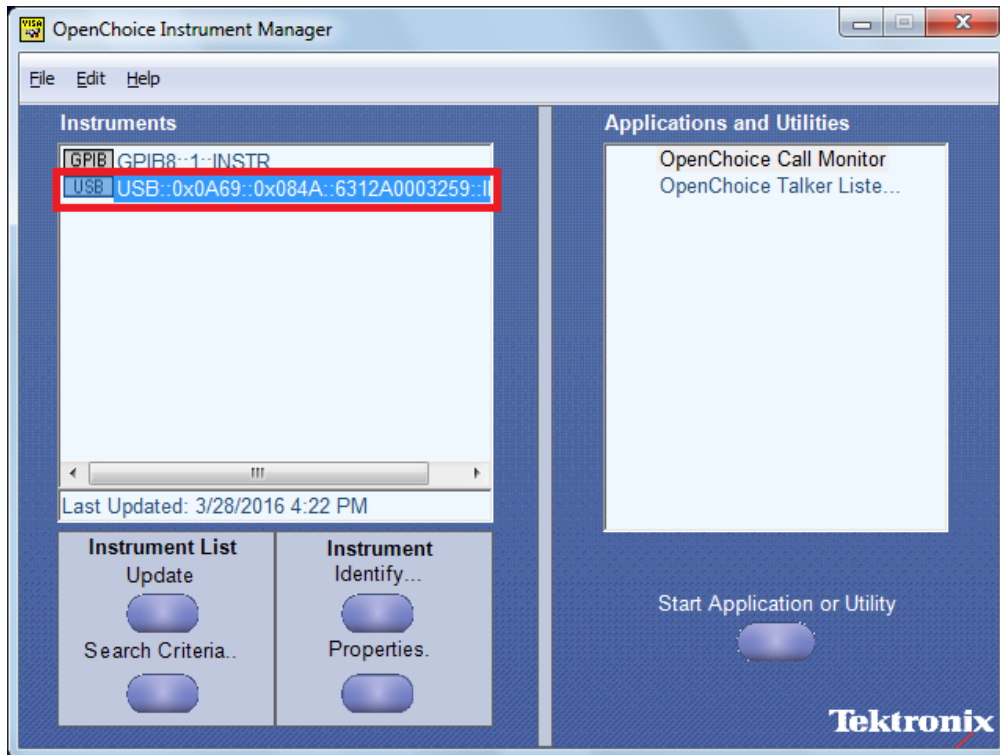 VISA
OpenChoice Instrument Manager
X
File Edit Help
Instruments
GPIB GPIB8::1::INSTR
USB USB::0x0A69::0x084A::6312A0003259::I
Last Updated: 3/28/2016 4:22 PM
Instrument List
Update
Search Criteria..
Instrument
Identify...
Properties.
Applications and Utilities
OpenChoice Call Monitor
OpenChoice Talker Liste...
Start Application or Utility
Tektronix